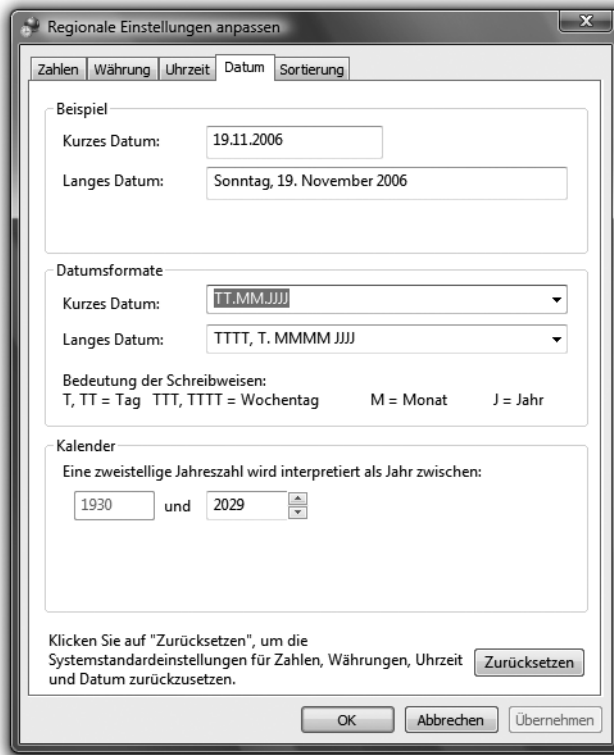 Regionale Einstellungen anpassen
Zahlen Währung Uhrzeit Datum Sortierung
Beispiel
Kurzes Datum: 19.11.2006
Langes Datum: Sonntag, 19. November 2006
Datumsformate
Kurzes Datum: TT.MM.JJJJ
Langes Datum: TTTT, T. MMMM JJJJ
Bedeutung der Schreibweisen:
T, TT = Tag TTT, TTTT = Wochentag M = Monat J = Jahr
Kalender
Eine zweistellige Jahreszahl wird interpretiert als Jahr zwischen:
1930 und 2029
Klicken Sie auf "Zurücksetzen", um die
Systemstandardeinstellungen für Zahlen, Währungen, Uhrzeit
und Datum zurückzusetzen.
Zurücksetzen
OK Abbrechen Übernehmen